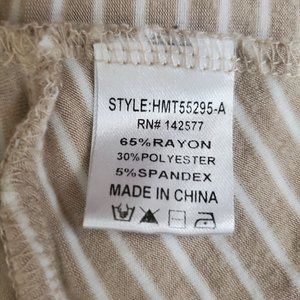 STYLE:HMT55295-A
RN# 142577
65%RAYON
30%POLYESTER
5%SPANDEX
MADE IN CHINA